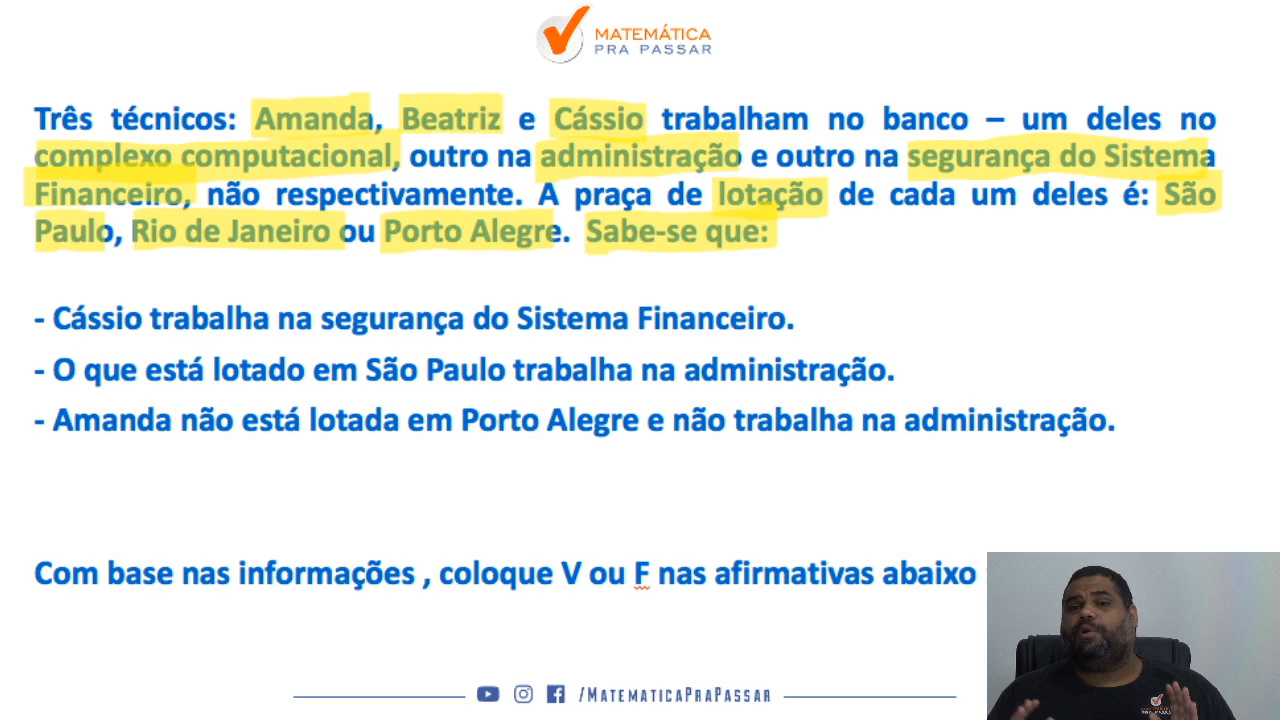 MATEMÁTICA
PRA PASSAR
Três técnicos: Amanda, Beatriz e Cássio trabalham no banco – um deles no
complexo computacional, outro na administração e outro na segurança do Sistema
Financeiro, não respectivamente. A praça de lotação de cada um deles é: São
Paulo, Rio de Janeiro ou Porto Alegre. Sabe-se que:
- Cássio trabalha na segurança do Sistema Financeiro.
- O que está lotado em São Paulo trabalha na administração.
- Amanda não está lotada em Porto Alegre e não trabalha na administração.
Com base nas informações , coloque V ou F nas afirmativas abaixo
/MATEMATICAPRAPASSAR